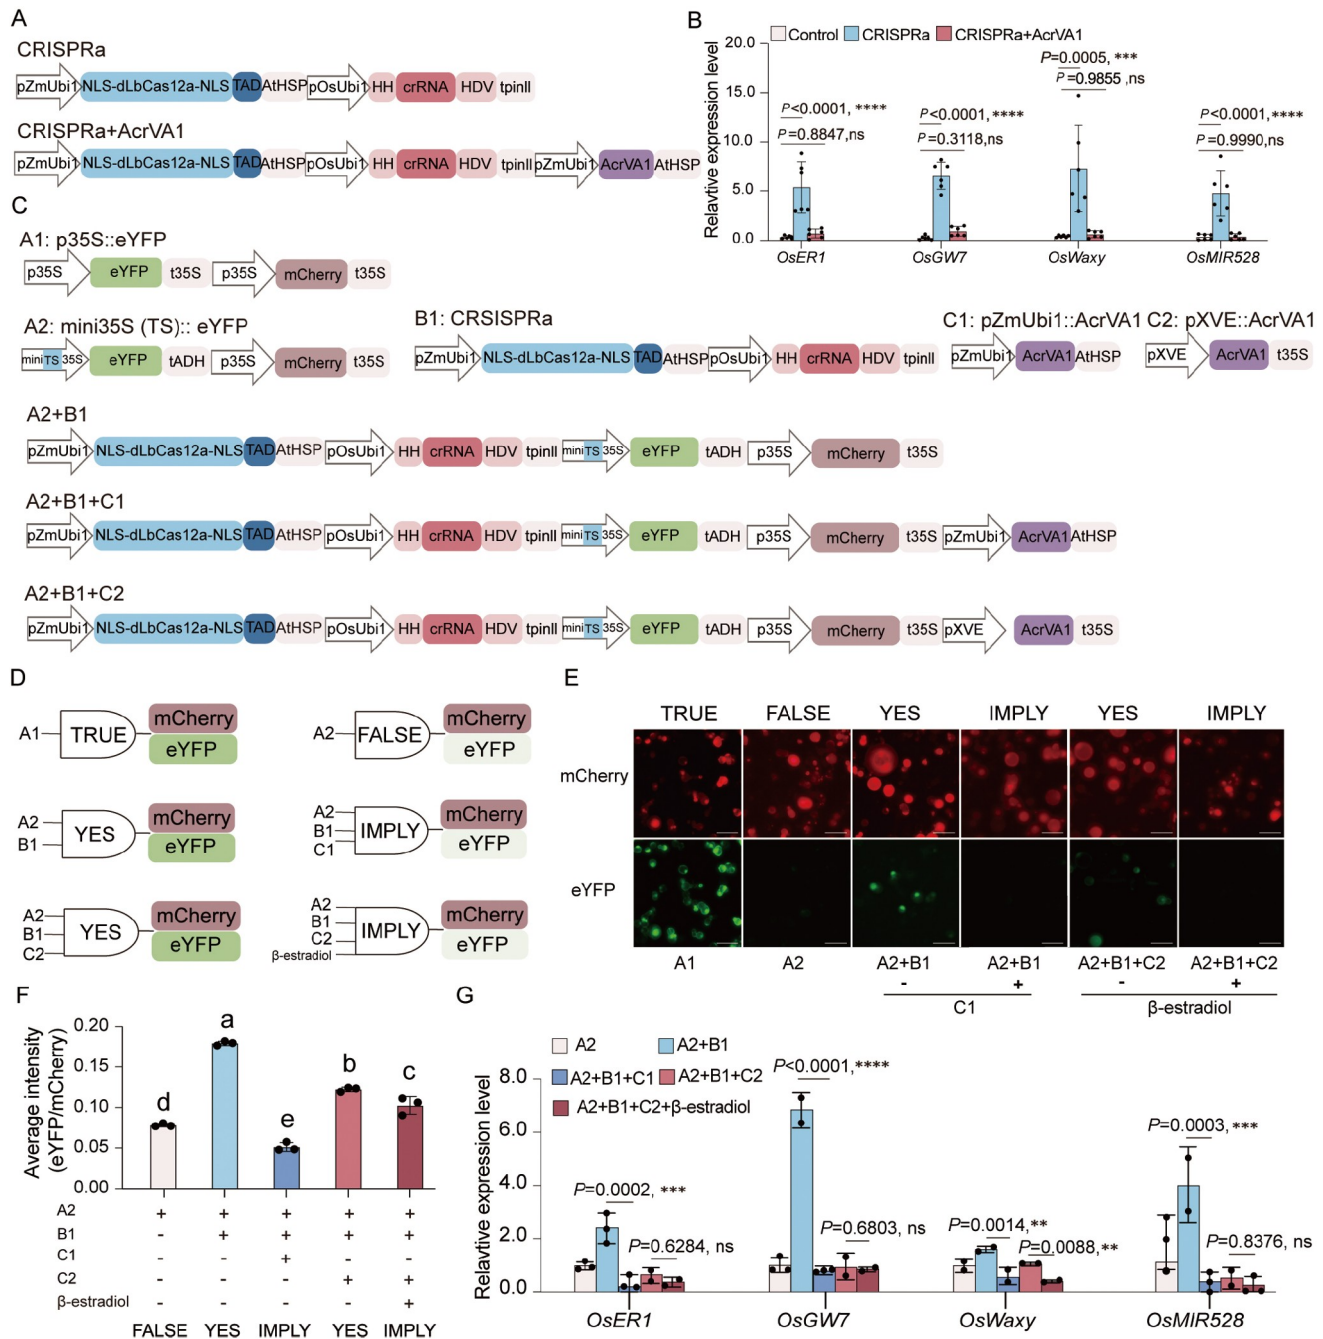 A
CRISPRa
pZmUbi1 NLS-dLbCas12a-NLS TAD AtHSP pOsUbi1 HH crRNA HDV tpinII
CRISPRa+AcrVA1
pZmUbi1 NLS-dLbCas12a-NLS TAD AtHSP pOsUbi1 HH crRNA HDV tpinII pZmUbi1 AcrVA1 AtHSP
B
Control CRISPRa CRISPRa+AcrVA1
Relavtive expression level
20.0
15.0
10.0
5.0
0.0
P<0.0001, ****
P=0.8847,ns
P<0.0001, ****
P=0.3118,ns
P=0.0005, ***
P=0.9855 ,ns
P<0.0001, ****
P=0.9990,ns
OsER1 OsGW7 OsWaxy OsMIR528
C
A1: p35S::eYFP
p35S eYFP t35S p35S mCherry t35S
A2: mini35S (TS):: eYFP
mini TS 35S eYFP tADH p35S mCherry t35S
B1: CRSISPRa
pZmUbi1 NLS-dLbCas12a-NLS TAD AtHSP pOsUbi1 HH crRNA HDV tpinII
C1: pZmUbi1::AcrVA1
pZmUbi1 AcrVA1 AtHSP
C2: pXVE::AcrVA1
pXVE AcrVA1 t35S
A2+B1
pZmUbi1 NLS-dLbCas12a-NLS TAD AtHSP pOsUbi1 HH crRNA HDV tpinII mini TS 35S eYFP tADH p35S mCherry t35S
A2+B1+C1
pZmUbi1 NLS-dLbCas12a-NLS TAD AtHSP pOsUbi1 HH crRNA HDV tpinII mini TS 35S eYFP tADH p35S mCherry t35S pZmUbi1 AcrVA1 AtHSP
A2+B1+C2
pZmUbi1 NLS-dLbCas12a-NLS TAD AtHSP pOsUbi1 HH crRNA HDV tpinII mini TS 35S eYFP tADH p35S mCherry t35S pXVE AcrVA1 t35S
D
A1 TRUE mCherry eYFP
A2 FALSE mCherry eYFP
A2 B1 YES mCherry eYFP
A2 B1 C1 IMPLY mCherry eYFP
A2 B1 C2 YES mCherry eYFP
A2 B1 C2 β-estradiol IMPLY mCherry eYFP
E
TRUE FALSE YES IMPLY YES IMPLY
mCherry
eYFP
A1 A2 A2+B1 A2+B1 A2+B1+C2 A2+B1+C2
- + - +
C1 β-estradiol
F
Average intensity
(eYFP/mCherry)
0.20
0.15
0.10
0.05
0.00
d a e b c
A2 + + + + +
B1 - + + + +
C1 - - + - -
C2 - - - + +
β-estradiol - - - - +
FALSE YES IMPLY YES IMPLY
G
A2 A2+B1
A2+B1+C1 A2+B1+C2
A2+B1+C2+β-estradiol
Relavtive expression level
8.0
6.0
4.0
2.0
0.0
P=0.0002, ***
P=0.6284, ns
P<0.0001,****
P=0.6803, ns
P=0.0014, **
P=0.0088,**
P=0.0003, ***
P=0.8376, ns
OsER1 OsGW7 OsWaxy OsMIR528